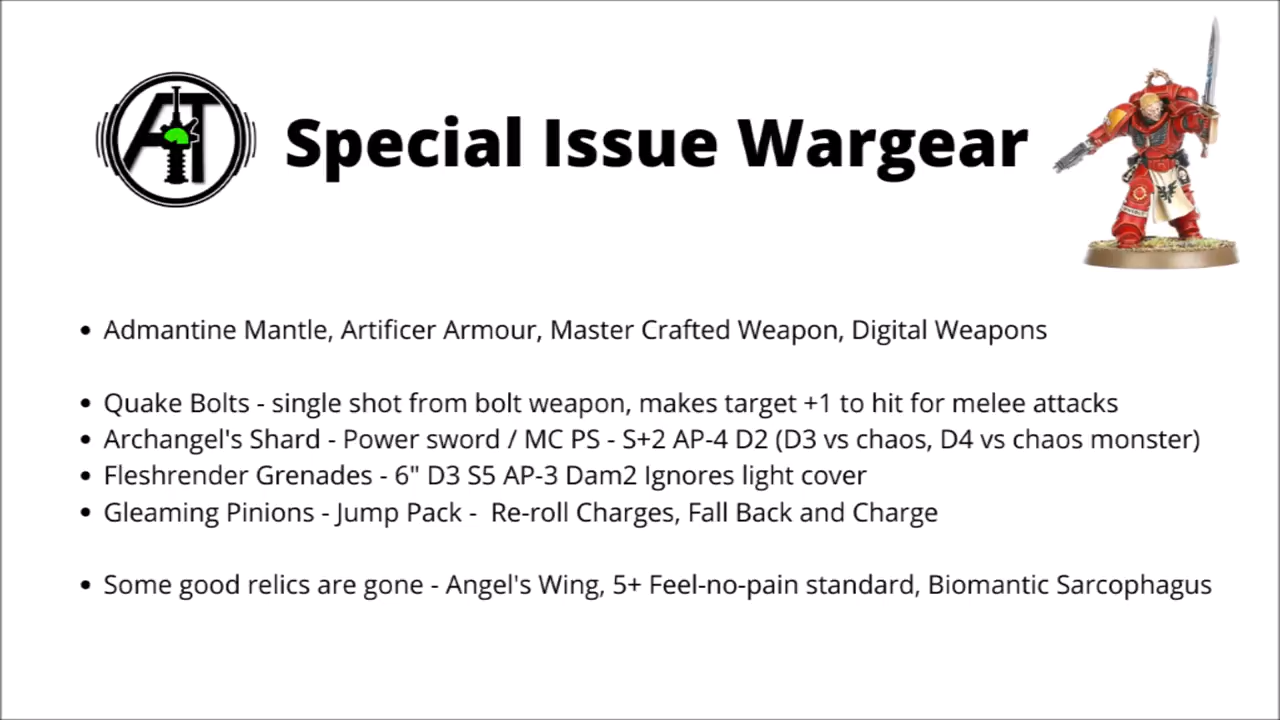 AT
Special Issue Wargear
Admantine Mantle, Artificer Armour, Master Crafted Weapon, Digital Weapons
Quake Bolts - single shot from bolt weapon, makes target +1 to hit for melee attacks
Archangel's Shard - Power sword / MC PS - S+2 AP-4 D2 (D3 vs chaos, D4 vs chaos monster)
Fleshrender Grenades - 6" D3 S5 AP-3 Dam2 Ignores light cover
Gleaming Pinions - Jump Pack -  Re-roll Charges, Fall Back and Charge
Some good relics are gone - Angel's Wing, 5+ Feel-no-pain standard, Biomantic Sarcophagus